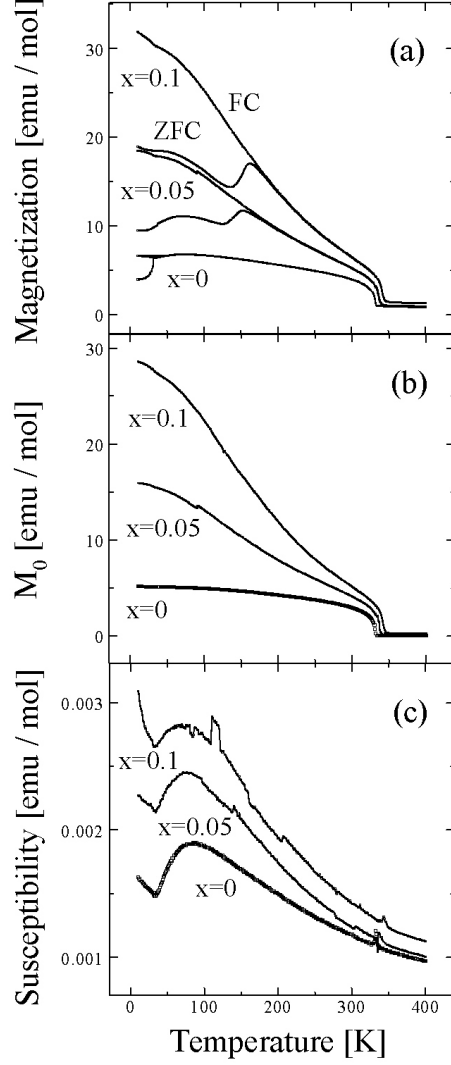 (a)
x=0.1
FC
ZFC
x=0.05
x=0
Magnetization [emu / mol]
30
20
10
0
(b)
x=0.1
x=0.05
x=0
M₀ [emu / mol]
30
20
10
0
(c)
x=0.1
x=0.05
x=0
Susceptibility [emu / mol]
0.003
0.002
0.001
0 100 200 300 400
Temperature [K]